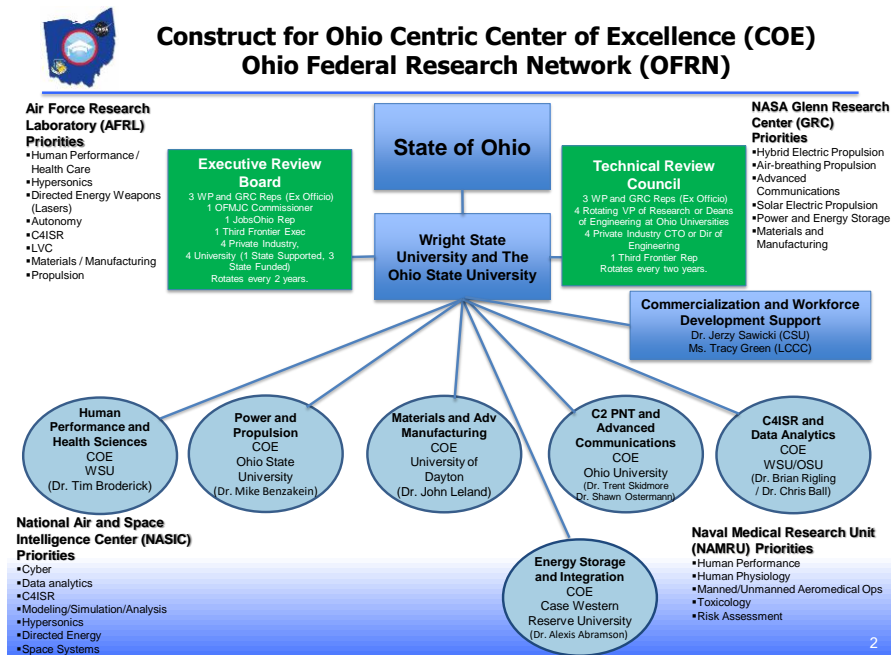 Construct for Ohio Centric Center of Excellence (COE)
Ohio Federal Research Network (OFRN)
Air Force Research
Laboratory (AFRL)
Priorities
▪Human Performance /
Health Care
▪Hypersonics
▪Directed Energy Weapons
(Lasers)
▪Autonomy
▪C4ISR
▪LVC
▪Materials / Manufacturing
▪Propulsion
Executive Review
Board
3 WP and GRC Reps (Ex Officio)
1 OFMJC Commissioner
1 JobsOhio Rep
1 Third Frontier Exec
4 Private Industry,
4 University (1 State Supported, 3
State Funded)
Rotates every 2 years.
State of Ohio
Wright State
University and The
Ohio State University
Technical Review
Council
3 WP and GRC Reps (Ex Officio)
4 Rotating VP of Research or Deans
of Engineering at Ohio Universities
4 Private Industry CTO or Dir of
Engineering
1 Third Frontier Rep
Rotates every two years.
NASA Glenn Research
Center (GRC)
Priorities
▪Hybrid Electric Propulsion
▪Air-breathing Propulsion
▪Advanced
Communications
▪Solar Electric Propulsion
▪Power and Energy Storage
▪Materials and
Manufacturing
Commercialization and Workforce
Development Support
Dr. Jerzy Sawicki (CSU)
Ms. Tracy Green (LCCC)
Human
Performance and
Health Sciences
COE
WSU
(Dr. Tim Broderick)
Power and
Propulsion
COE
Ohio State
University
(Dr. Mike Benzakein)
Materials and Adv
Manufacturing
COE
University of
Dayton
(Dr. John Leland)
C2 PNT and
Advanced
Communications
COE
Ohio University
(Dr. Trent Skidmore
Dr. Shawn Ostermann)
C4ISR and
Data Analytics
COE
WSU/OSU
(Dr. Brian Rigling
/ Dr. Chris Ball)
National Air and Space
Intelligence Center (NASIC)
Priorities
▪Cyber
▪Data analytics
▪C4ISR
▪Modeling/Simulation/Analysis
▪Hypersonics
▪Directed Energy
▪Space Systems
Energy Storage
and Integration
COE
Case Western
Reserve University
(Dr. Alexis Abramson)
Naval Medical Research Unit
(NAMRU) Priorities
▪Human Performance
▪Human Physiology
▪Manned/Unmanned Aeromedical Ops
▪Toxicology
▪Risk Assessment
2